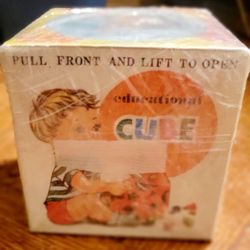 PULL FRONT AND LIFT TO OPEN
educational
CUBE